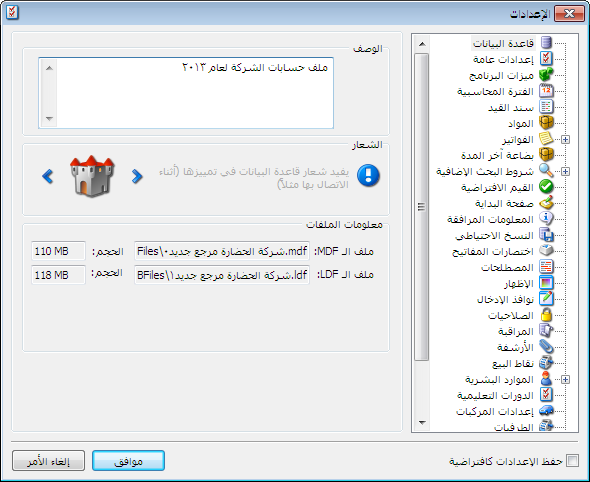 الإعدادات
قاعدة البيانات
إعدادات عامة
ميزات البرنامج
الفترة المحاسبية
سند القيد
المواد
الفواتير
بضاعة آخر المدة
شروط البحث الإضافية
القيم الافتراضية
صفحة البداية
المعلومات المرافقة
النسخ الاحتياطي
اختصارات المفاتيح
المصطلحات
الإظهار
نوافذ الإدخال
الصلاحيات
المراقبة
الأرشفة
نقاط البيع
الموارد البشرية
الدورات التعليمية
إعدادات المركبات
الطرفيات
الوصف
ملف حسابات الشركة لعام ٢٠١٣
الشعار
يفيد شعار قاعدة البيانات في تمييزها (أثناء
الاتصال بها مثلاً)
معلومات الملفات
ملف الـ MDF: Files\٠شركة الحضارة مرجع جديد.mdf الحجم: 110 MB
ملف الـ LDF: BFiles\١شركة الحضارة مرجع جديد.ldf الحجم: 118 MB
حفظ الإعدادات كافتراضية
موافق
إلغاء الأمر